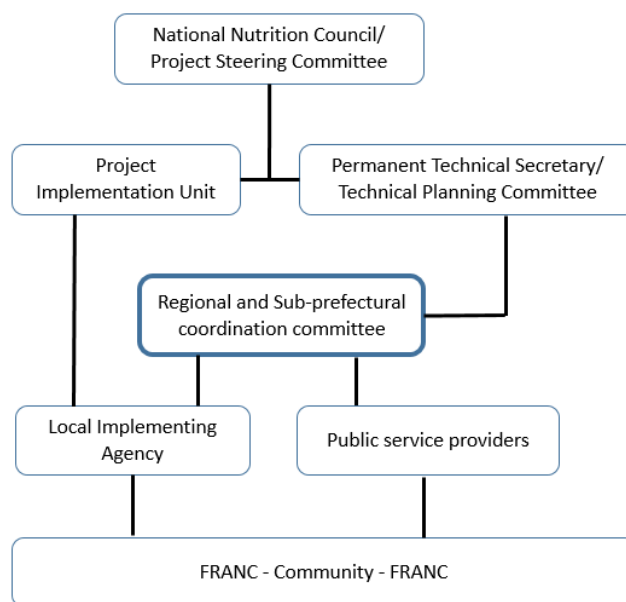 National Nutrition Council/
Project Steering Committee
Project
Implementation Unit
Permanent Technical Secretary/
Technical Planning Committee
Regional and Sub-prefectural
coordination committee
Local Implementing
Agency
Public service providers
FRANC - Community - FRANC